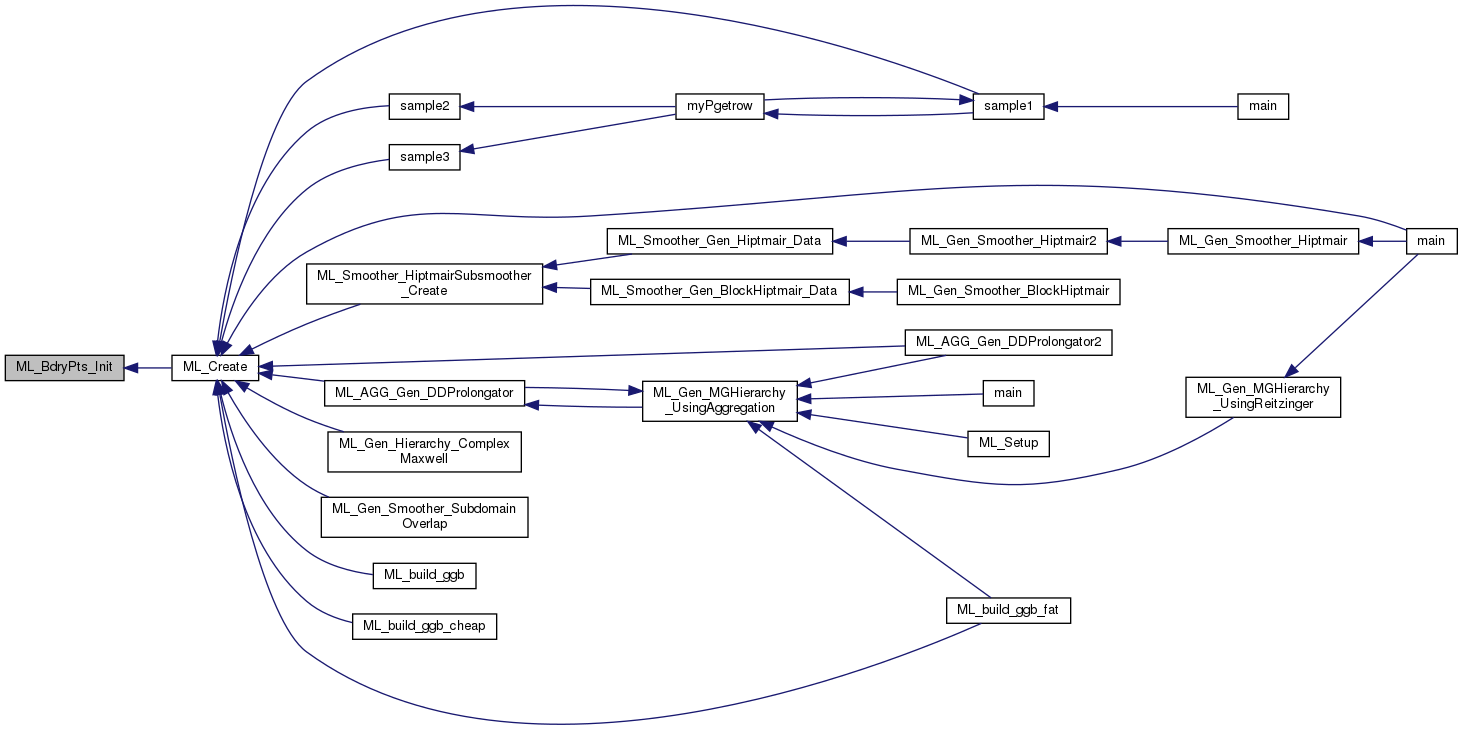 sample2
myPgetrow
sample1
main
sample3
ML_Smoother_Gen_Hiptmair_Data
ML_Gen_Smoother_Hiptmair2
ML_Gen_Smoother_Hiptmair
main
ML_Smoother_HiptmairSubsmoother
_Create
ML_Smoother_Gen_BlockHiptmair_Data
ML_Gen_Smoother_BlockHiptmair
ML_BdryPts_Init
ML_Create
ML_AGG_Gen_DDProlongator2
ML_AGG_Gen_DDProlongator
ML_Gen_MGHierarchy
_UsingAggregation
main
ML_Gen_MGHierarchy
_UsingReitzinger
ML_Gen_Hierarchy_Complex
Maxwell
ML_Setup
ML_Gen_Smoother_Subdomain
Overlap
ML_build_ggb
ML_build_ggb_fat
ML_build_ggb_cheap